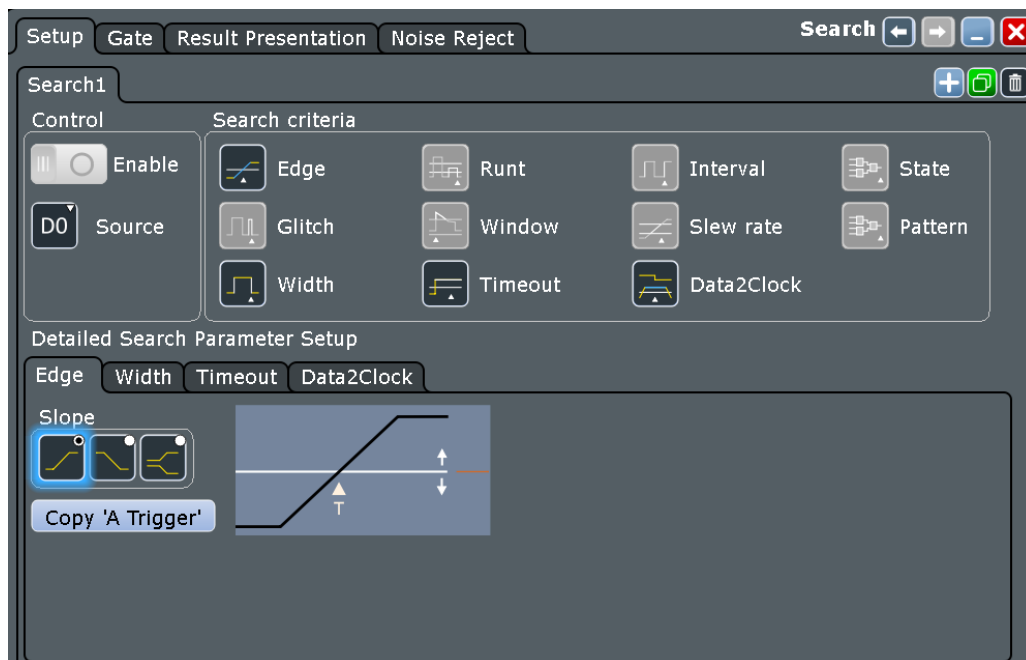 Setup Gate Result Presentation Noise Reject Search
Search1
Control Search criteria
Enable Edge Runt Interval State
D0 Source Glitch Window Slew rate Pattern
Width Timeout Data2Clock
Detailed Search Parameter Setup
Edge Width Timeout Data2Clock
Slope
T
Copy 'A Trigger'